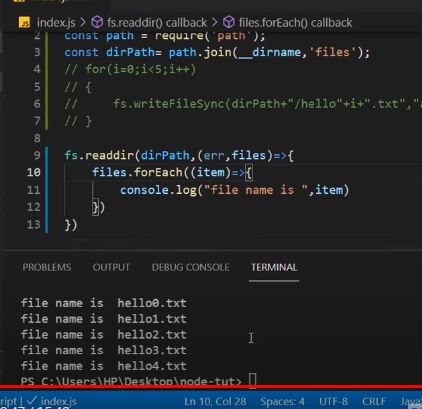 JS index.js > fs.readdir() callback > files.forEach() callback
2 const path = require('path');
3 const dirPath= path.join(__dirname,'files');
4 // for(i=0;i<5;i++)
5 // {
6 //     fs.writeFileSync(dirPath+"/hello"+i+".txt","a
7 // }
8
9 fs.readdir(dirPath,(err,files)=>{
10     files.forEach((item)=>{
11         console.log("file name is ",item)
12     })
13 })
PROBLEMS OUTPUT DEBUG CONSOLE TERMINAL
file name is  hello0.txt
file name is  hello1.txt
file name is  hello2.txt
file name is  hello3.txt
file name is  hello4.txt
PS C:\Users\HP\Desktop\node-tut>
ript | ✓ index.js Ln 10, Col 28 Spaces: 4 UTF-8 CRLF Java